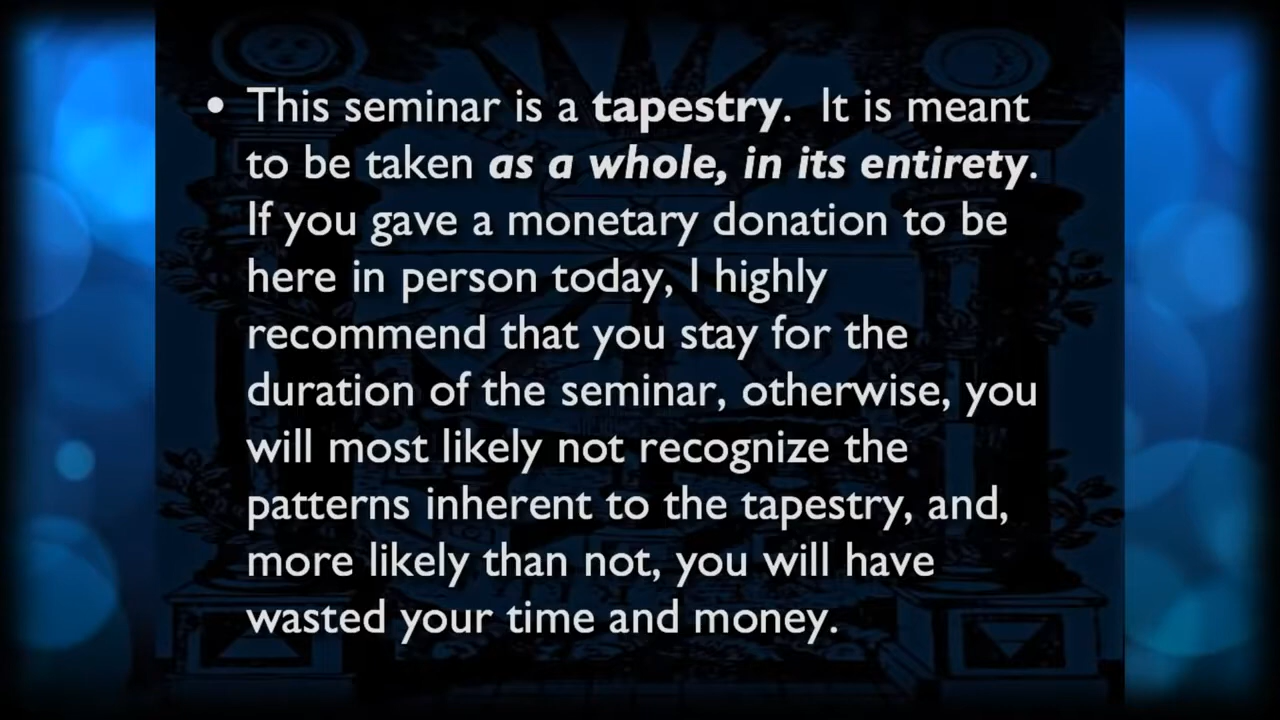 • This seminar is a tapestry.  It is meant
to be taken as a whole, in its entirety.
If you gave a monetary donation to be
here in person today, I highly
recommend that you stay for the
duration of the seminar, otherwise, you
will most likely not recognize the
patterns inherent to the tapestry, and,
more likely than not, you will have
wasted your time and money.